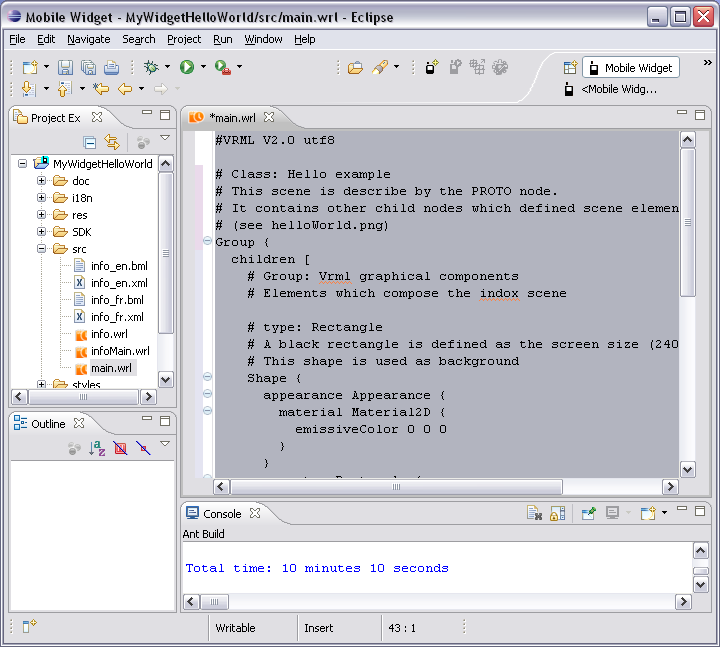 Mobile Widget - MyWidgetHelloWorld/src/main.wrl - Eclipse
File Edit Navigate Search Project Run Window Help
Mobile Widget
<Mobile Widg...
Project Ex
MyWidgetHelloWorld
doc
i18n
res
SDK
src
info_en.bml
info_en.xml
info_fr.bml
info_fr.xml
info.wrl
infoMain.wrl
main.wrl
styles
*main.wrl
#VRML V2.0 utf8
# Class: Hello example
# This scene is describe by the PROTO node.
# It contains other child nodes which defined scene elemen
# (see helloWorld.png)
Group {
children [
# Group: Vrml graphical components
# Elements which compose the indox scene
# type: Rectangle
# A black rectangle is defined as the screen size (240
# This shape is used as background
Shape {
appearance Appearance {
material Material2D {
emissiveColor 0 0 0
}
}
Outline
Console
Ant Build
Total time: 10 minutes 10 seconds
Writable Insert 43 : 1